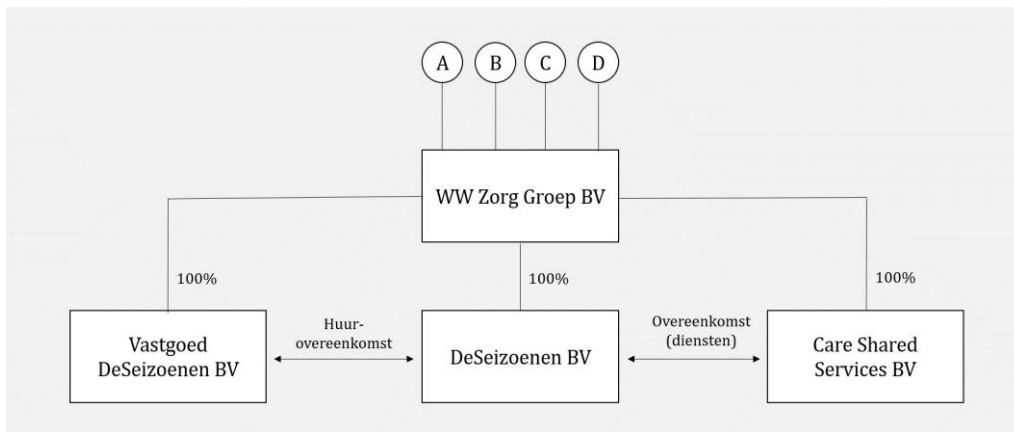 A
B
C
D
WW Zorg Groep BV
100%
100%
100%
Vastgoed
DeSeizoenen BV
Huur-
overeenkomst
DeSeizoenen BV
Overeenkomst
(diensten)
Care Shared
Services BV